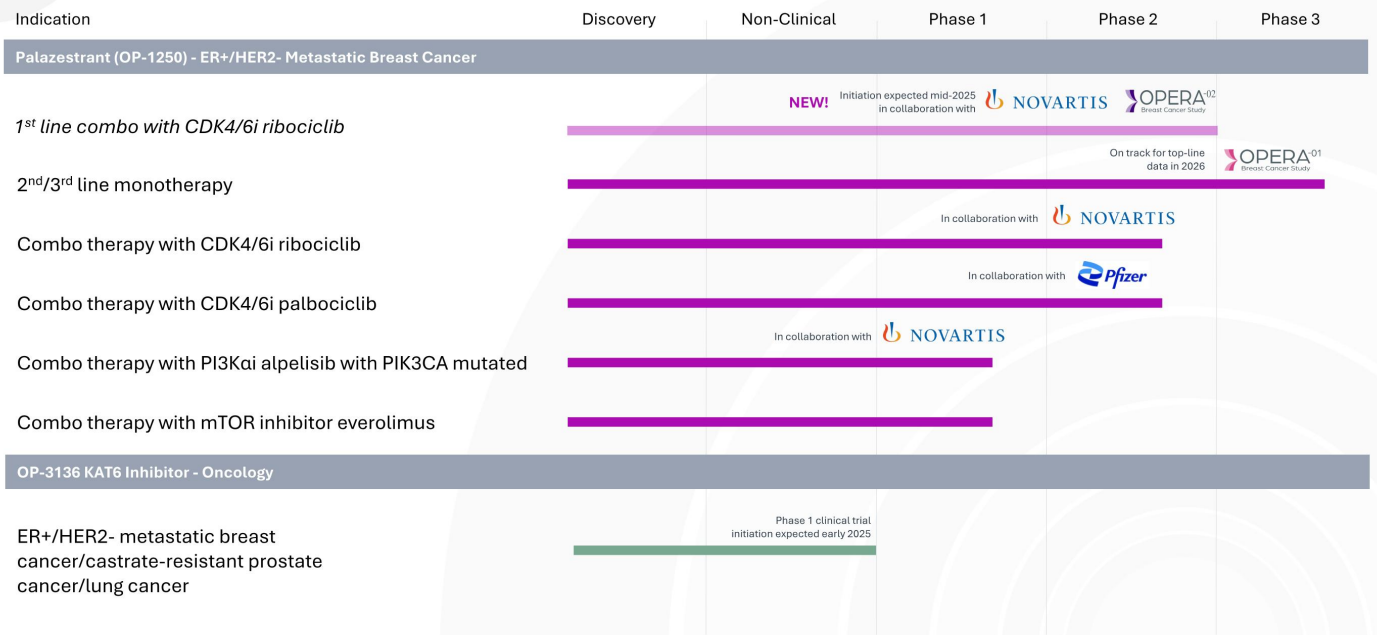 Indication Discovery Non-Clinical Phase 1 Phase 2 Phase 3
Palazestrant (OP-1250) - ER+/HER2- Metastatic Breast Cancer
NEW! Initiation expected mid-2025
in collaboration with NOVARTIS OPERA-02
Breast Cancer Study
1st line combo with CDK4/6i ribociclib
On track for top-line
data in 2026 OPERA-01
Breast Cancer Study
2nd/3rd line monotherapy
In collaboration with NOVARTIS
Combo therapy with CDK4/6i ribociclib
In collaboration with Pfizer
Combo therapy with CDK4/6i palbociclib
In collaboration with NOVARTIS
Combo therapy with PI3Kαi alpelisib with PIK3CA mutated
Combo therapy with mTOR inhibitor everolimus
OP-3136 KAT6 Inhibitor - Oncology
Phase 1 clinical trial
initiation expected early 2025
ER+/HER2- metastatic breast
cancer/castrate-resistant prostate
cancer/lung cancer